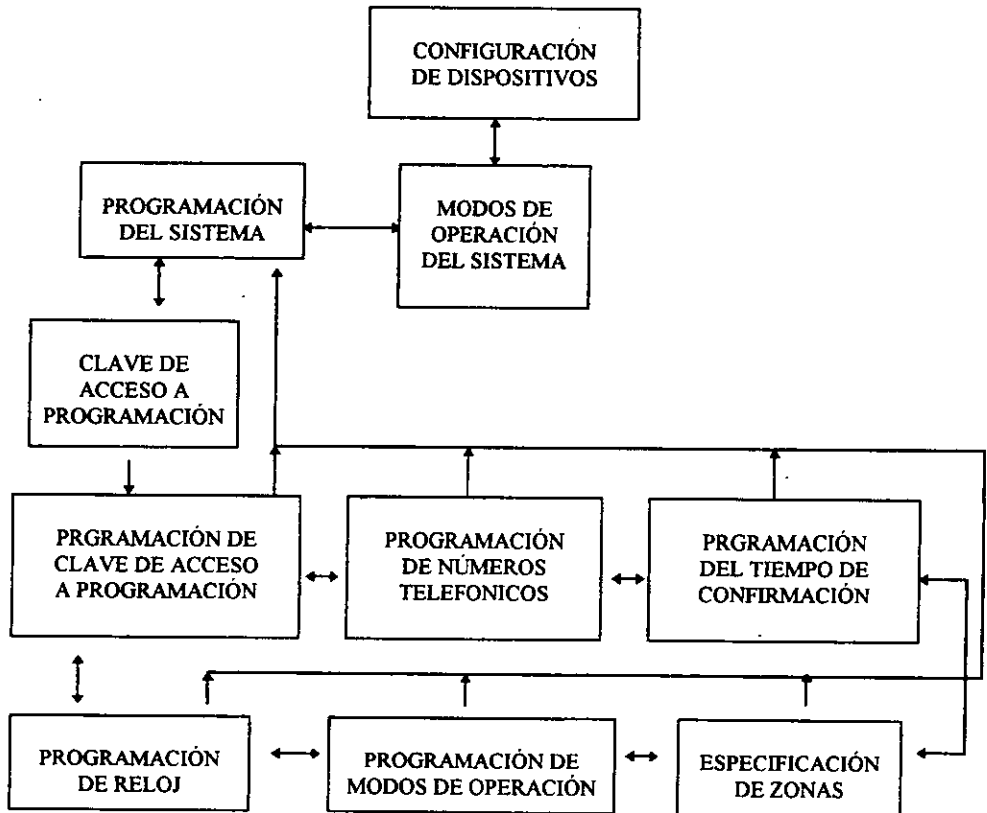 CONFIGURACIÓN
DE DISPOSITIVOS
PROGRAMACIÓN
DEL SISTEMA
MODOS DE
OPERACIÓN
DEL SISTEMA
CLAVE DE
ACCESO A
PROGRAMACIÓN
PRGRAMACIÓN DE
CLAVE DE ACCESO
A PROGRAMACIÓN
PROGRAMACIÓN
DE NÚMEROS
TELEFONICOS
PRGRAMACIÓN
DEL TIEMPO DE
CONFIRMACIÓN
PROGRAMACIÓN
DE RELOJ
PROGRAMACIÓN DE
MODOS DE OPERACIÓN
ESPECIFICACIÓN
DE ZONAS